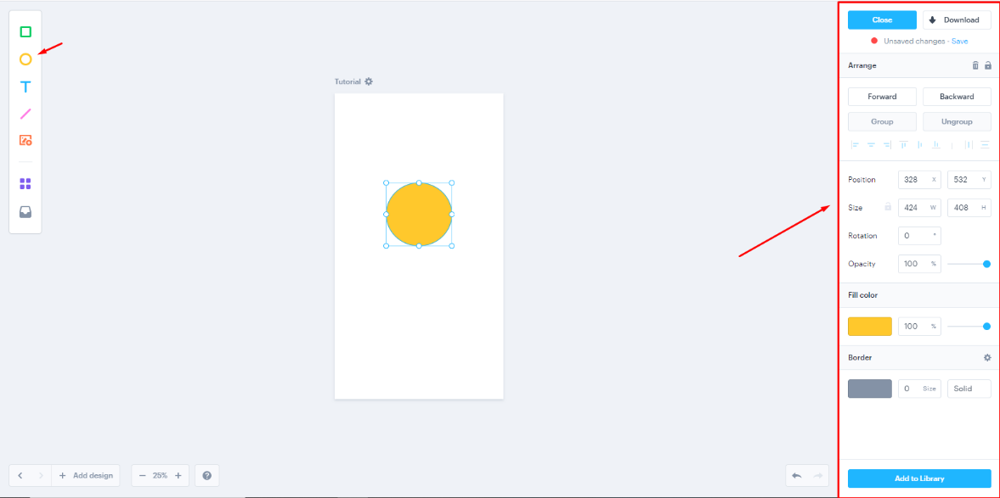 Close Download
Unsaved changes - Save
Arrange
Tutorial
Forward Backward
Group Ungroup
T
Position 328 X 532 Y
Size 424 W 408 H
Rotation 0 °
Opacity 100 %
Fill color
100 %
Border
0 Size Solid
< > + Add design − 25% + ?
Add to Library